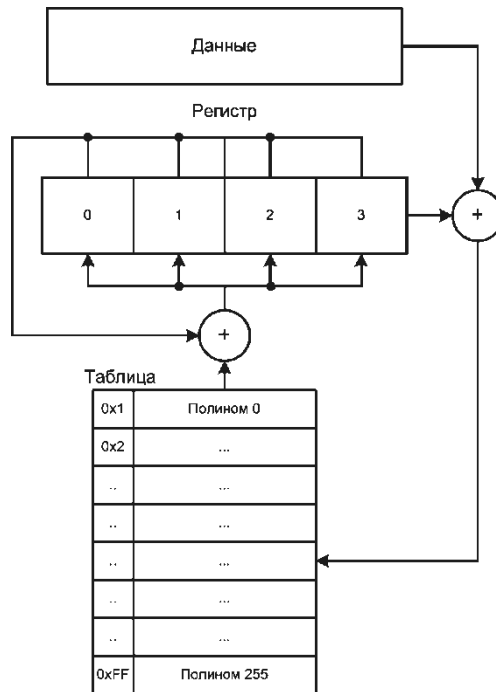 Данные
Регистр
0 1 2 3
+
+
Таблица
0x1 Полином 0
0x2 ...
.. ...
.. ...
.. ...
.. ...
.. ...
0xFF Полином 255